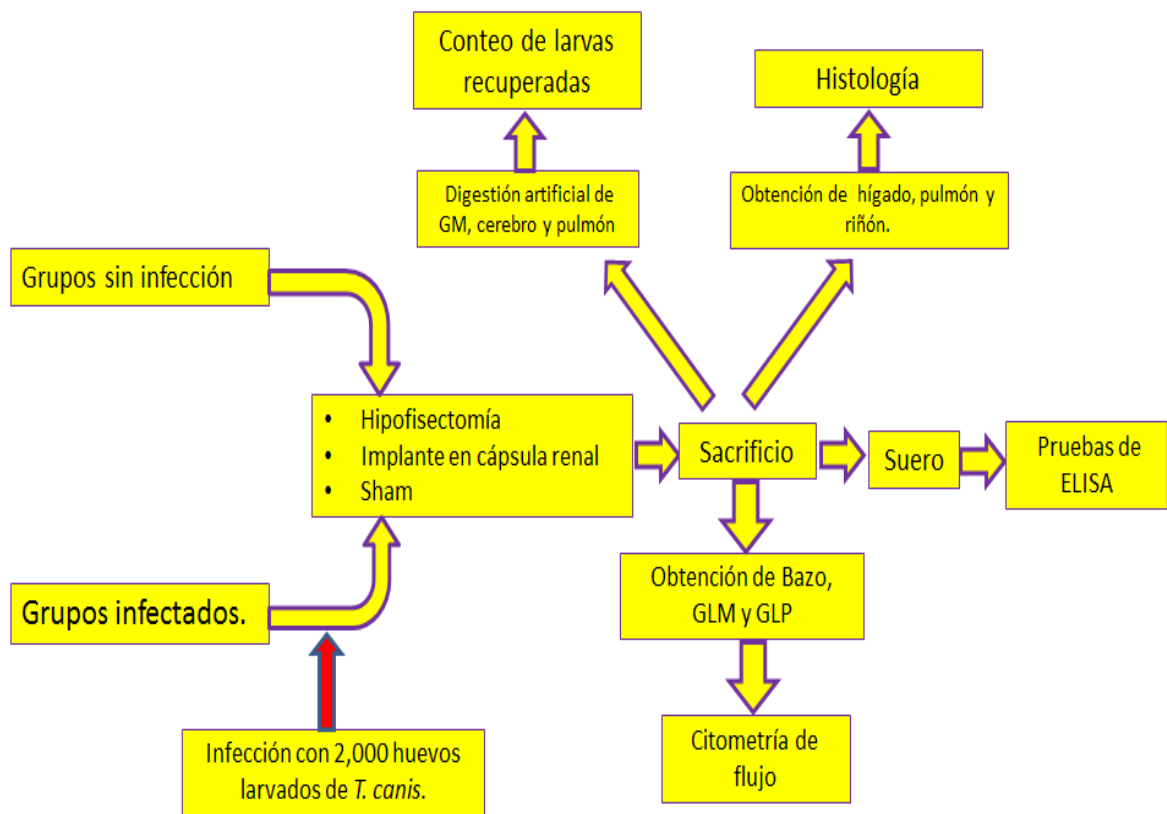 Conteo de larvas
recuperadas
Histología
Digestión artificial de
GM, cerebro y pulmón
Obtención de hígado, pulmón y
riñón.
Grupos sin infección
• Hipofisectomía
• Implante en cápsula renal
• Sham
Sacrificio
Suero
Pruebas de
ELISA
Grupos infectados.
Obtención de Bazo,
GLM y GLP
Infección con 2,000 huevos
larvados de T. canis.
Citometría de
flujo